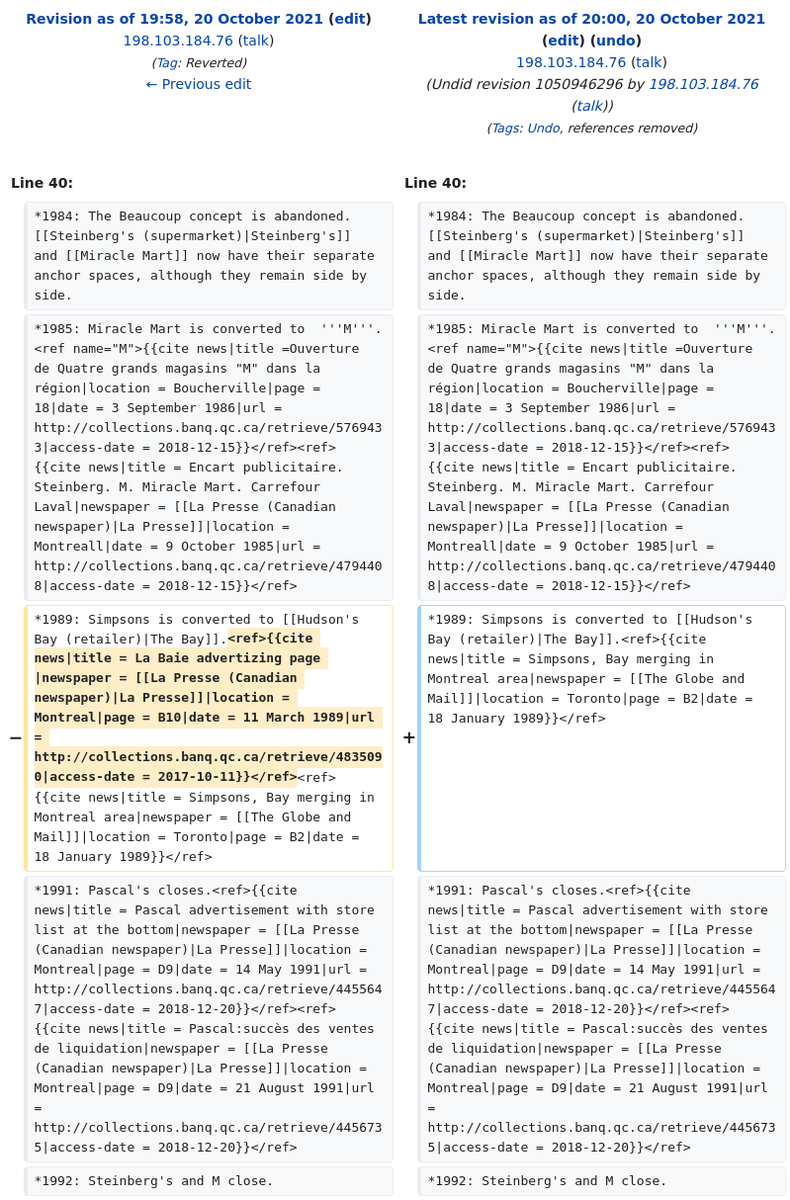 Revision as of 19:58, 20 October 2021 (edit)
198.103.184.76 (talk)
(Tag: Reverted)
← Previous edit
Latest revision as of 20:00, 20 October 2021
(edit) (undo)
198.103.184.76 (talk)
(Undid revision 1050946296 by 198.103.184.76
(talk))
(Tags: Undo, references removed)
Line 40:
*1984: The Beaucoup concept is abandoned.
[[Steinberg's (supermarket)|Steinberg's]]
and [[Miracle Mart]] now have their separate
anchor spaces, although they remain side by
side.
*1985: Miracle Mart is converted to  '''M'''.
<ref name="M">{{cite news|title =Ouverture
de Quatre grands magasins "M" dans la
région|location = Boucherville|page =
18|date = 3 September 1986|url =
http://collections.banq.qc.ca/retrieve/576943
3|access-date = 2018-12-15}}</ref><ref>
{{cite news|title = Encart publicitaire.
Steinberg. M. Miracle Mart. Carrefour
Laval|newspaper = [[La Presse (Canadian
newspaper)|La Presse]]|location =
Montreall|date = 9 October 1985|url =
http://collections.banq.qc.ca/retrieve/479440
8|access-date = 2018-12-15}}</ref>
− *1989: Simpsons is converted to [[Hudson's
Bay (retailer)|The Bay]].<ref>{{cite
news|title = La Baie advertizing page
|newspaper = [[La Presse (Canadian
newspaper)|La Presse]]|location =
Montreal|page = B10|date = 11 March 1989|url
=
http://collections.banq.qc.ca/retrieve/483509
0|access-date = 2017-10-11}}</ref><ref>
{{cite news|title = Simpsons, Bay merging in
Montreal area|newspaper = [[The Globe and
Mail]]|location = Toronto|page = B2|date =
18 January 1989}}</ref>
*1991: Pascal's closes.<ref>{{cite
news|title = Pascal advertisement with store
list at the bottom|newspaper = [[La Presse
(Canadian newspaper)|La Presse]]|location =
Montreal|page = D9|date = 14 May 1991|url =
http://collections.banq.qc.ca/retrieve/445564
7|access-date = 2018-12-20}}</ref><ref>
{{cite news|title = Pascal:succès des ventes
de liquidation|newspaper = [[La Presse
(Canadian newspaper)|La Presse]]|location =
Montreal|page = D9|date = 21 August 1991|url
=
http://collections.banq.qc.ca/retrieve/445673
5|access-date = 2018-12-20}}</ref>
*1992: Steinberg's and M close.
Line 40:
*1984: The Beaucoup concept is abandoned.
[[Steinberg's (supermarket)|Steinberg's]]
and [[Miracle Mart]] now have their separate
anchor spaces, although they remain side by
side.
*1985: Miracle Mart is converted to  '''M'''.
<ref name="M">{{cite news|title =Ouverture
de Quatre grands magasins "M" dans la
région|location = Boucherville|page =
18|date = 3 September 1986|url =
http://collections.banq.qc.ca/retrieve/576943
3|access-date = 2018-12-15}}</ref><ref>
{{cite news|title = Encart publicitaire.
Steinberg. M. Miracle Mart. Carrefour
Laval|newspaper = [[La Presse (Canadian
newspaper)|La Presse]]|location =
Montreall|date = 9 October 1985|url =
http://collections.banq.qc.ca/retrieve/479440
8|access-date = 2018-12-15}}</ref>
+ *1989: Simpsons is converted to [[Hudson's
Bay (retailer)|The Bay]].<ref>{{cite
news|title = Simpsons, Bay merging in
Montreal area|newspaper = [[The Globe and
Mail]]|location = Toronto|page = B2|date =
18 January 1989}}</ref>
*1991: Pascal's closes.<ref>{{cite
news|title = Pascal advertisement with store
list at the bottom|newspaper = [[La Presse
(Canadian newspaper)|La Presse]]|location =
Montreal|page = D9|date = 14 May 1991|url =
http://collections.banq.qc.ca/retrieve/445564
7|access-date = 2018-12-20}}</ref><ref>
{{cite news|title = Pascal:succès des ventes
de liquidation|newspaper = [[La Presse
(Canadian newspaper)|La Presse]]|location =
Montreal|page = D9|date = 21 August 1991|url
=
http://collections.banq.qc.ca/retrieve/445673
5|access-date = 2018-12-20}}</ref>
*1992: Steinberg's and M close.